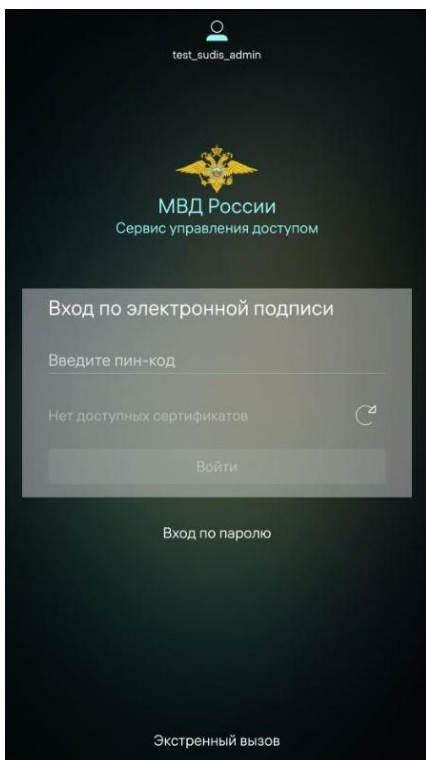 test_sudis_admin
МВД России
Сервис управления доступом
Вход по электронной подписи
Введите пин-код
Нет доступных сертификатов
Войти
Вход по паролю
Экстренный вызов